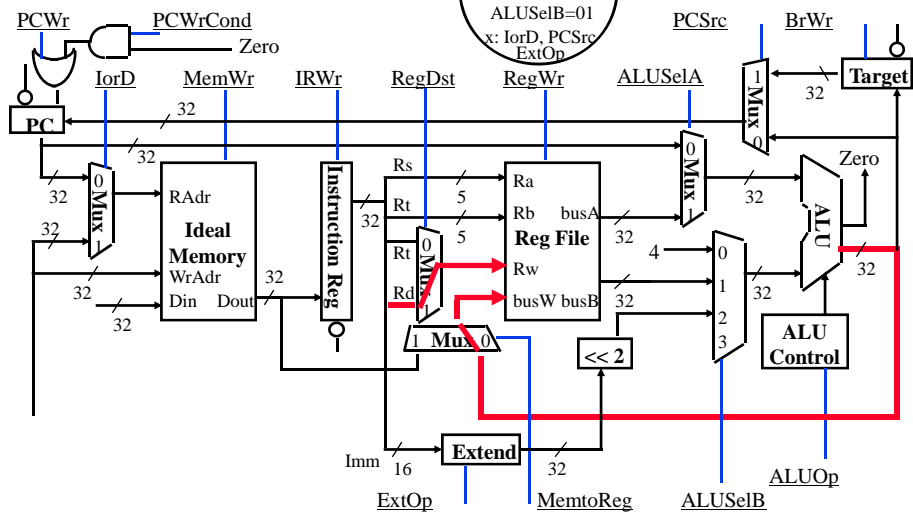 ALUSelB=01
x: IorD, PCSrc
ExtOp
PCWr
PCWrCond
PCSrc
BrWr
Zero
IorD
MemWr
IRWr
RegDst
RegWr
ALUSelA
Target
32
1
Mux
0
32
PC
32
32
0
Mux
1
32
32
RAdr
Ideal
Memory
WrAdr
Din
Dout
32
32
32
Instruction Reg
32
Rs
Rt
Rt
Rd
5
5
0
Mux
1
Ra
Rb
busA
Reg File
Rw
busW
busB
32
32
0
Mux
1
32
Zero
ALU
32
4
0
1
2
3
32
ALU
Control
1
Mux
0
<< 2
Imm
16
Extend
32
ExtOp
MemtoReg
ALUSelB
ALUOp